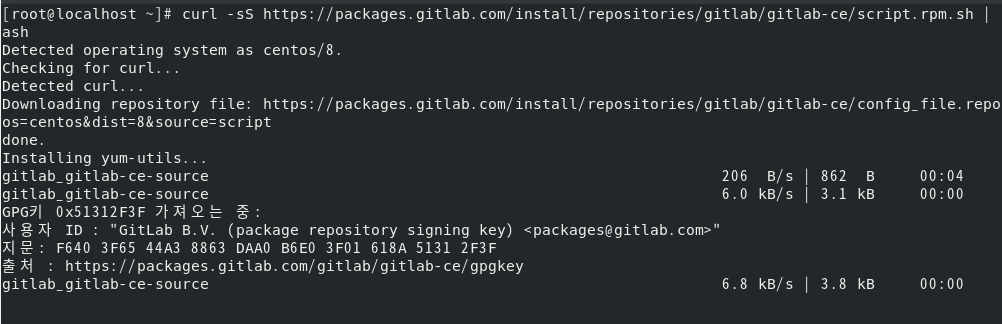 [root@localhost ~]# curl -sS https://packages.gitlab.com/install/repositories/gitlab/gitlab-ce/script.rpm.sh |
ash
Detected operating system as centos/8.
Checking for curl...
Detected curl...
Downloading repository file: https://packages.gitlab.com/install/repositories/gitlab/gitlab-ce/config_file.repo
os=centos&dist=8&source=script
done.
Installing yum-utils...
gitlab_gitlab-ce-source 206 B/s | 862 B 00:04
gitlab_gitlab-ce-source 6.0 kB/s | 3.1 kB 00:00
GPG키 0x51312F3F 가져오는 중:
사용자 ID : "GitLab B.V. (package repository signing key) <packages@gitlab.com>"
지문: F640 3F65 44A3 8863 DAA0 B6E0 3F01 618A 5131 2F3F
출처 : https://packages.gitlab.com/gitlab/gitlab-ce/gpgkey
gitlab_gitlab-ce-source 6.8 kB/s | 3.8 kB 00:00